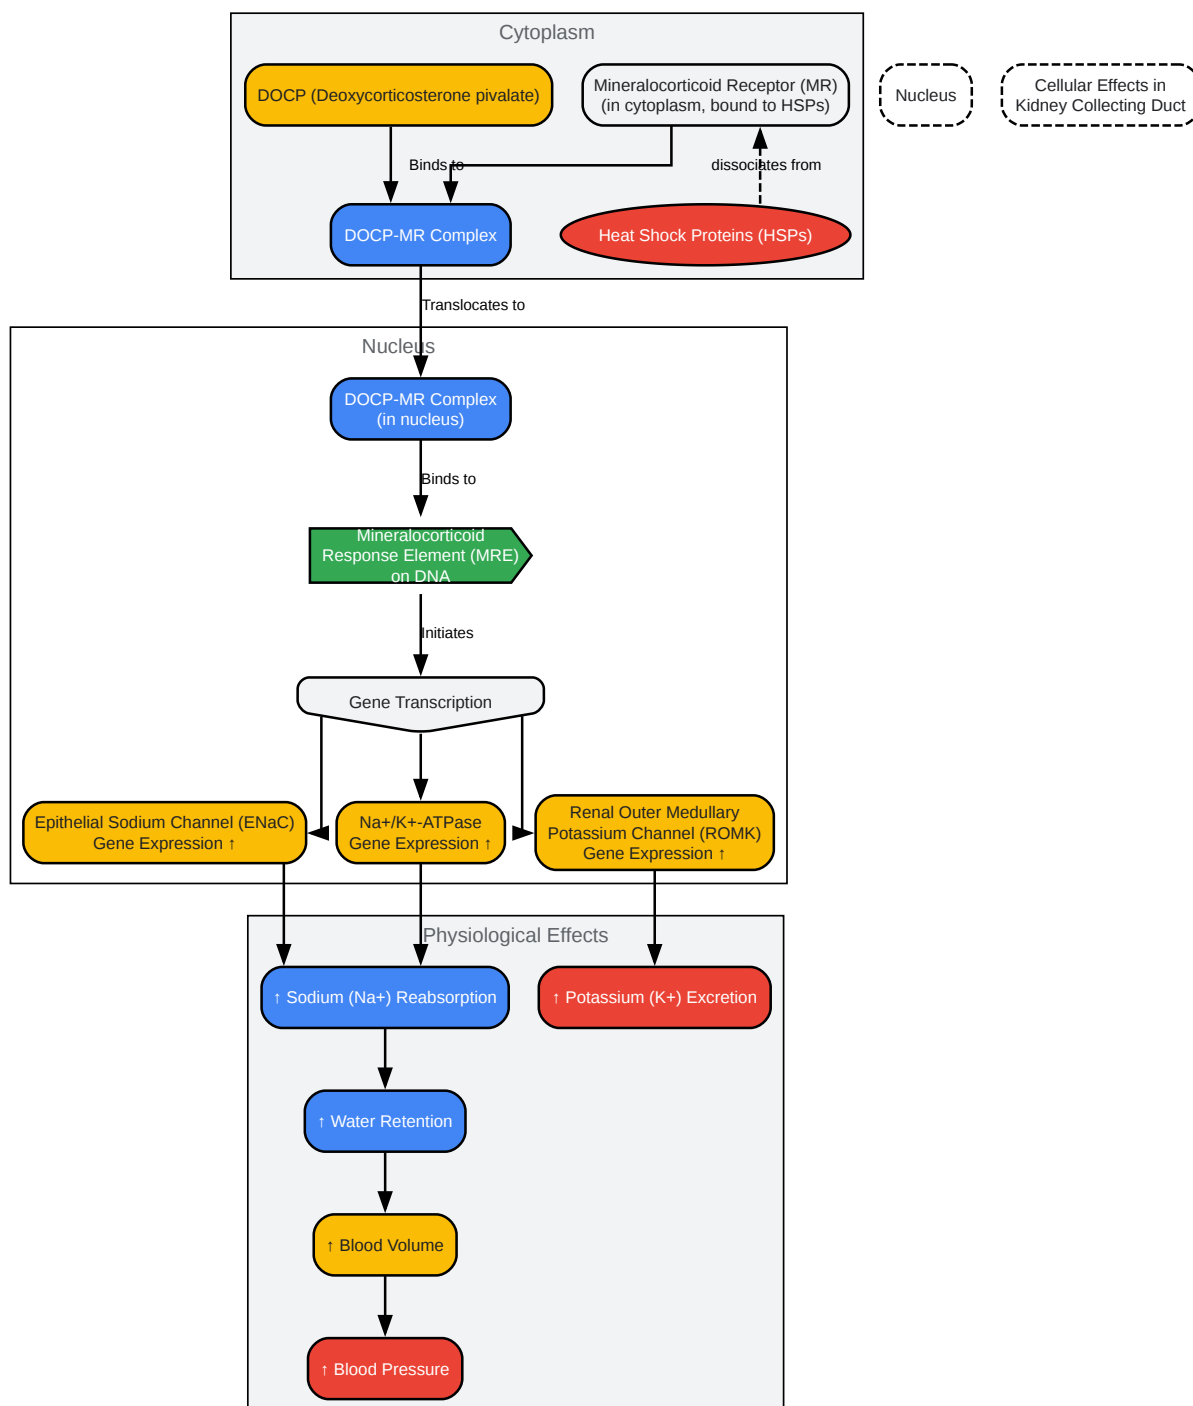 Cytoplasm
DOCP (Deoxycorticosterone pivalate)
Mineralocorticoid Receptor (MR)
(in cytoplasm, bound to HSPs)
Nucleus
Cellular Effects in
Kidney Collecting Duct
Binds to
dissociates from
DOCP-MR Complex
Heat Shock Proteins (HSPs)
Translocates to
Nucleus
DOCP-MR Complex
(in nucleus)
Binds to
Mineralocorticoid
Response Element (MRE)
on DNA
Initiates
Gene Transcription
Epithelial Sodium Channel (ENaC)
Gene Expression ↑
Na+/K+-ATPase
Gene Expression ↑
Renal Outer Medullary
Potassium Channel (ROMK)
Gene Expression ↑
Physiological Effects
↑ Sodium (Na+) Reabsorption
↑ Potassium (K+) Excretion
↑ Water Retention
↑ Blood Volume
↑ Blood Pressure